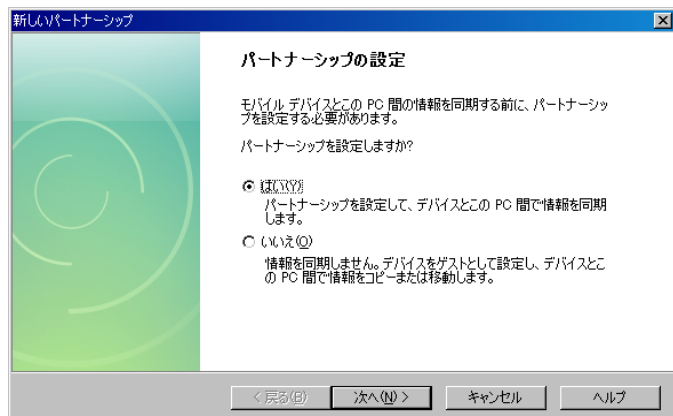 新しいパートナーシップ
パートナーシップの設定
モバイル デバイスとこの PC 間の情報を同期する前に、パートナーシッ
プを設定する必要があります。
パートナーシップを設定しますか?
はい(Y)
パートナーシップを設定して、デバイスとこの PC 間で情報を同期
します。
いいえ(O)
情報を同期しません。デバイスをゲストとして設定し、デバイスとこ
の PC 間で情報をコピーまたは移動します。
< 戻る(B)
次へ(N) >
キャンセル
ヘルプ